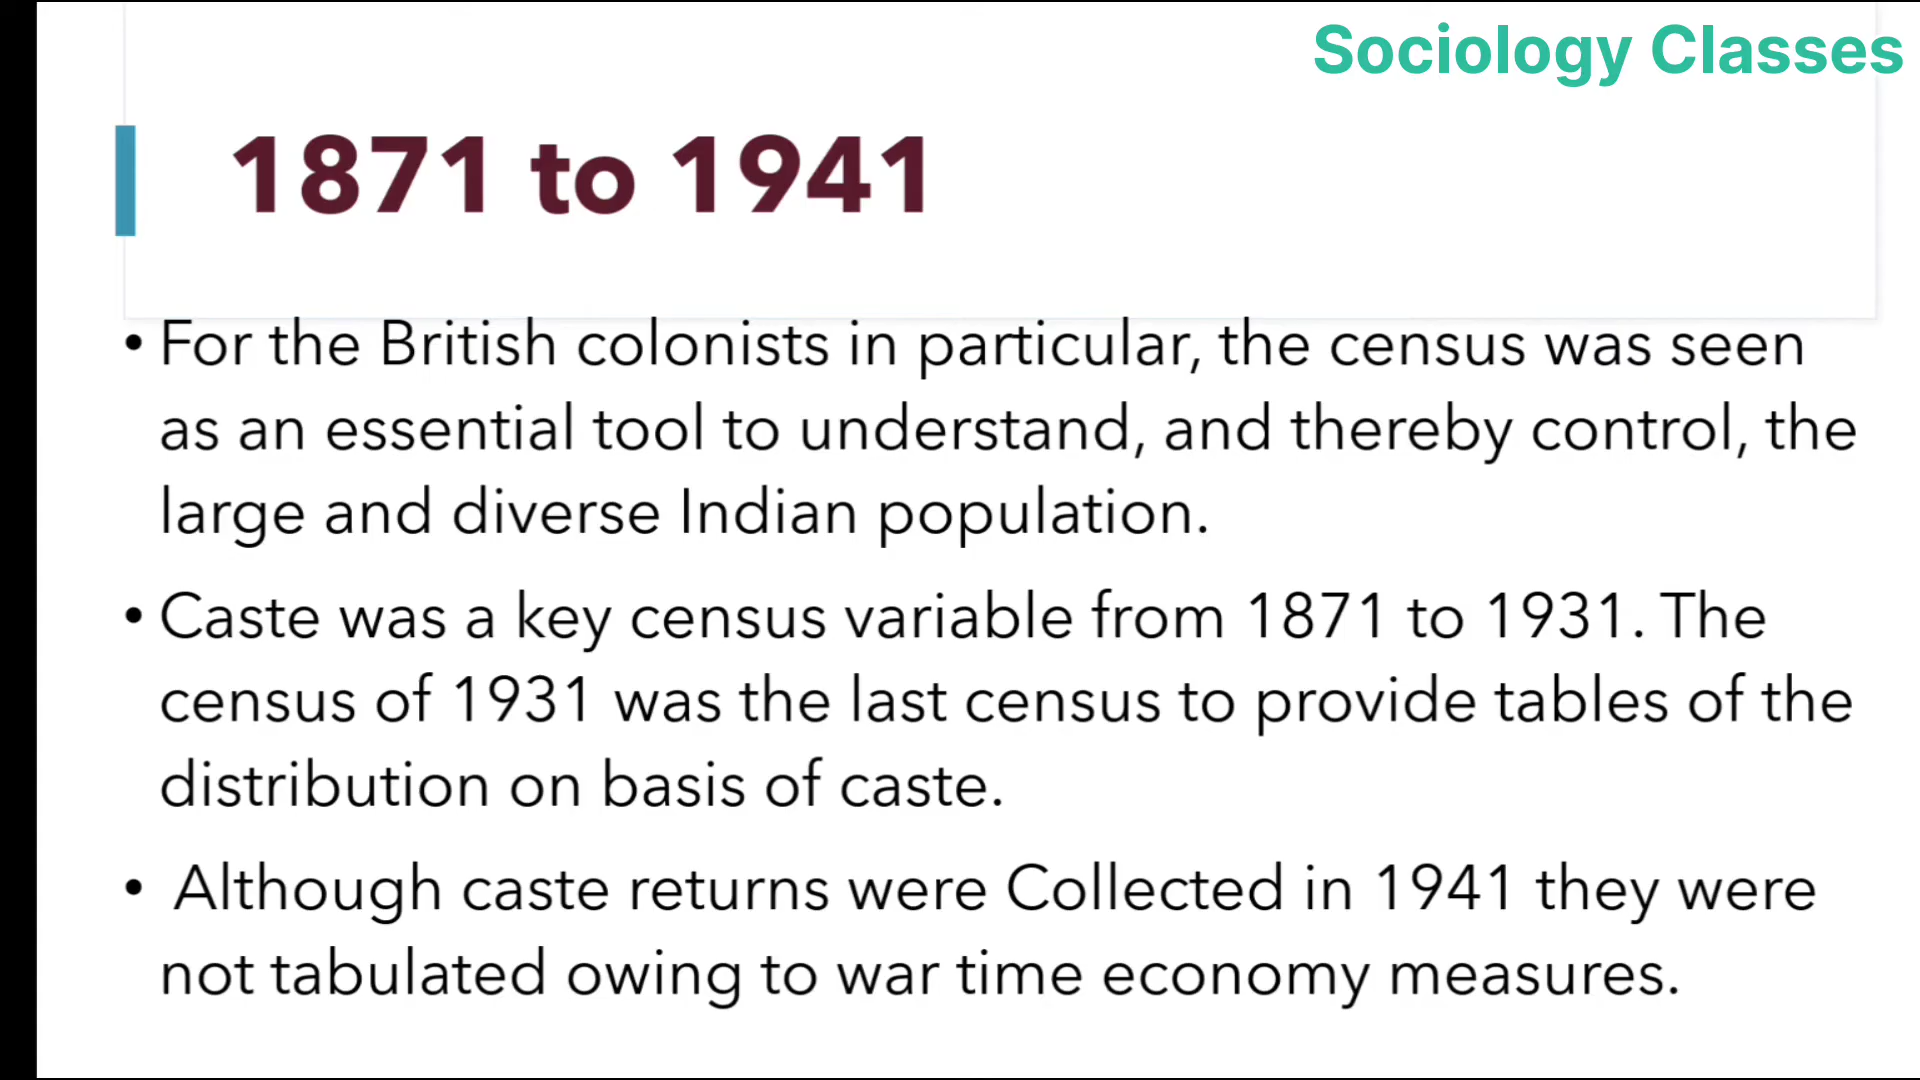 Sociology Classes
1871 to 1941
• For the British colonists in particular, the census was seen
as an essential tool to understand, and thereby control, the
large and diverse Indian population.
• Caste was a key census variable from 1871 to 1931. The
census of 1931 was the last census to provide tables of the
distribution on basis of caste.
• Although caste returns were Collected in 1941 they were
not tabulated owing to war time economy measures.